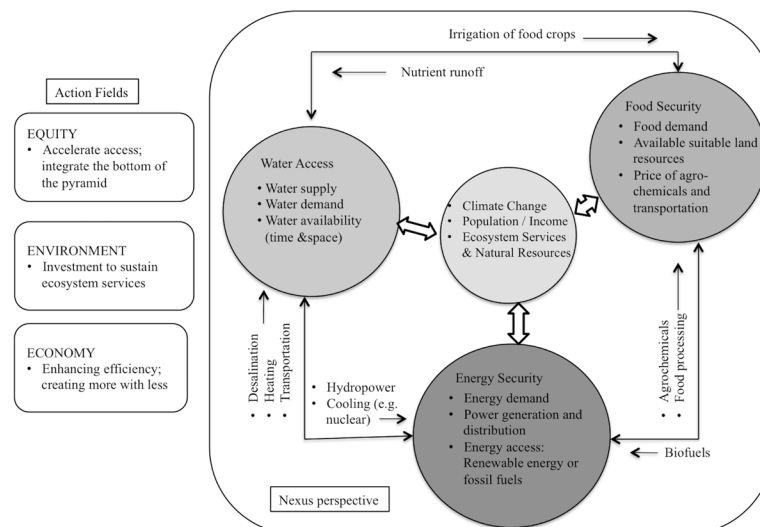 Action Fields
EQUITY
• Accelerate access;
integrate the bottom of
the pyramid
ENVIRONMENT
• Investment to sustain
ecosystem services
ECONOMY
• Enhancing efficiency;
creating more with less
Irrigation of food crops
Nutrient runoff
Water Access
• Water supply
• Water demand
• Water availability
(time &space)
• Climate Change
• Population / Income
• Ecosystem Services
& Natural Resources
Food Security
• Food demand
• Available suitable land
resources
• Price of agro-
chemicals and
transportation
• Desalination
• Heating
• Transportation
• Hydropower
• Cooling (e.g.
nuclear)
Energy Security
• Energy demand
• Power generation and
distribution
• Energy access:
Renewable energy or
fossil fuels
• Agrochemicals
• Food processing
• Biofuels
Nexus perspective